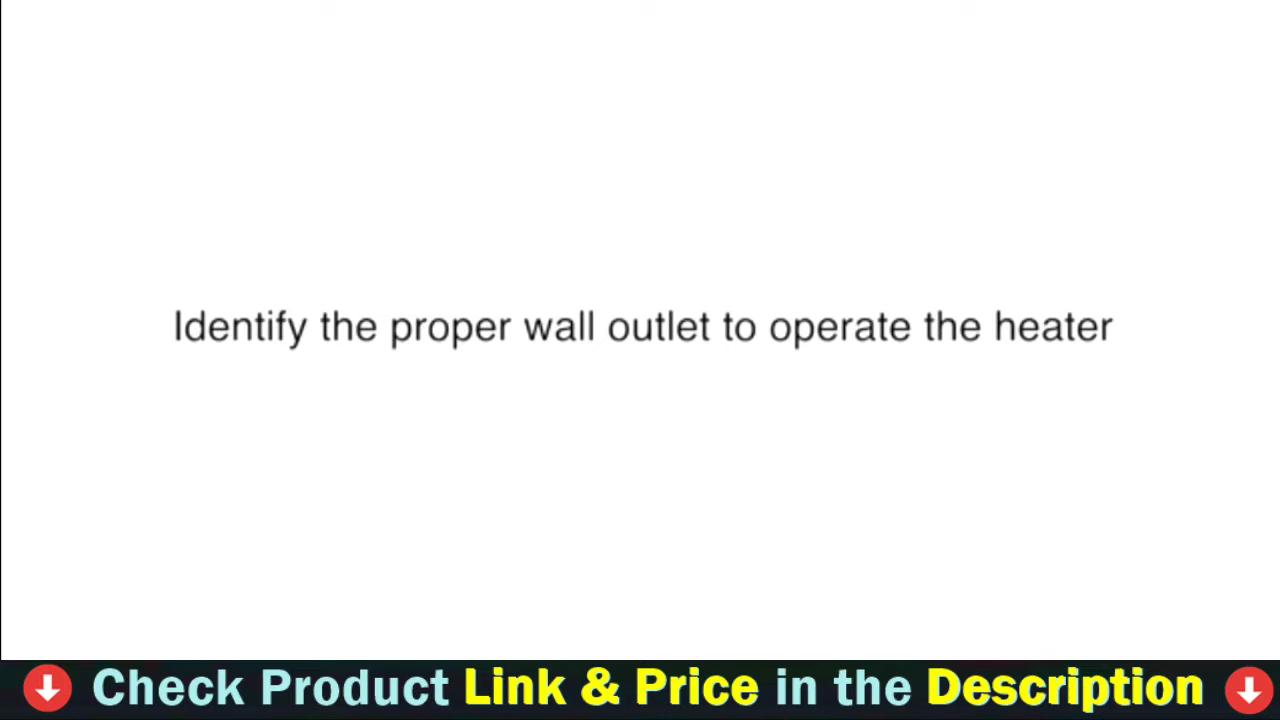 Identify the proper wall outlet to operate the heater
Check Product Link & Price in the Description